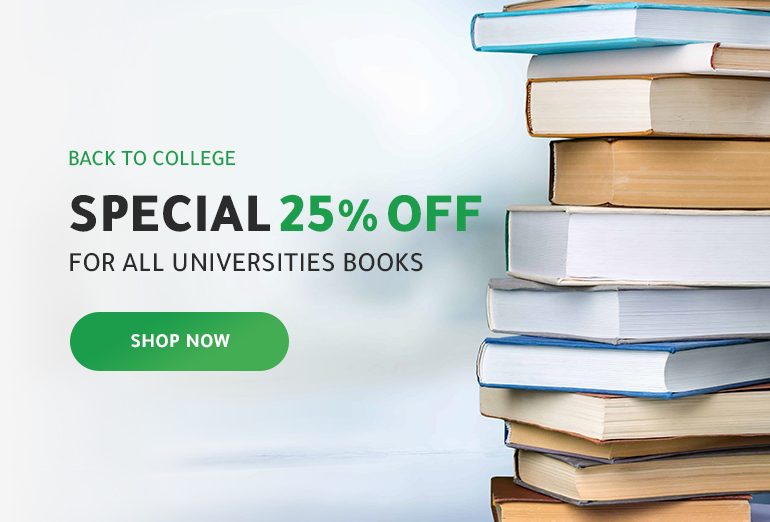 BACK TO COLLEGE
SPECIAL 25% OFF
FOR ALL UNIVERSITIES BOOKS
SHOP NOW